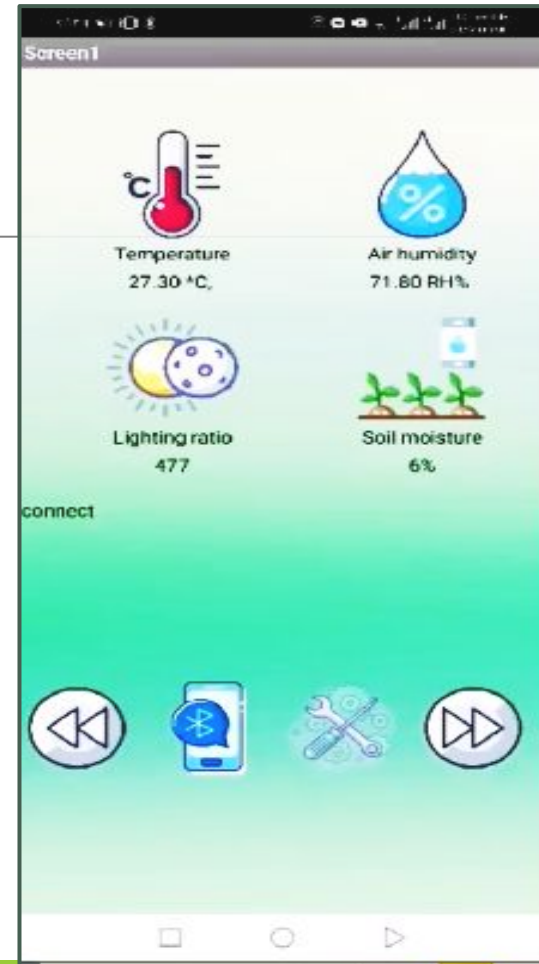 Screen1
°C
%
Temperature
Air humidity
27.30 *C,
71.80 RH%
Lighting ratio
Soil moisture
477
6%
connect